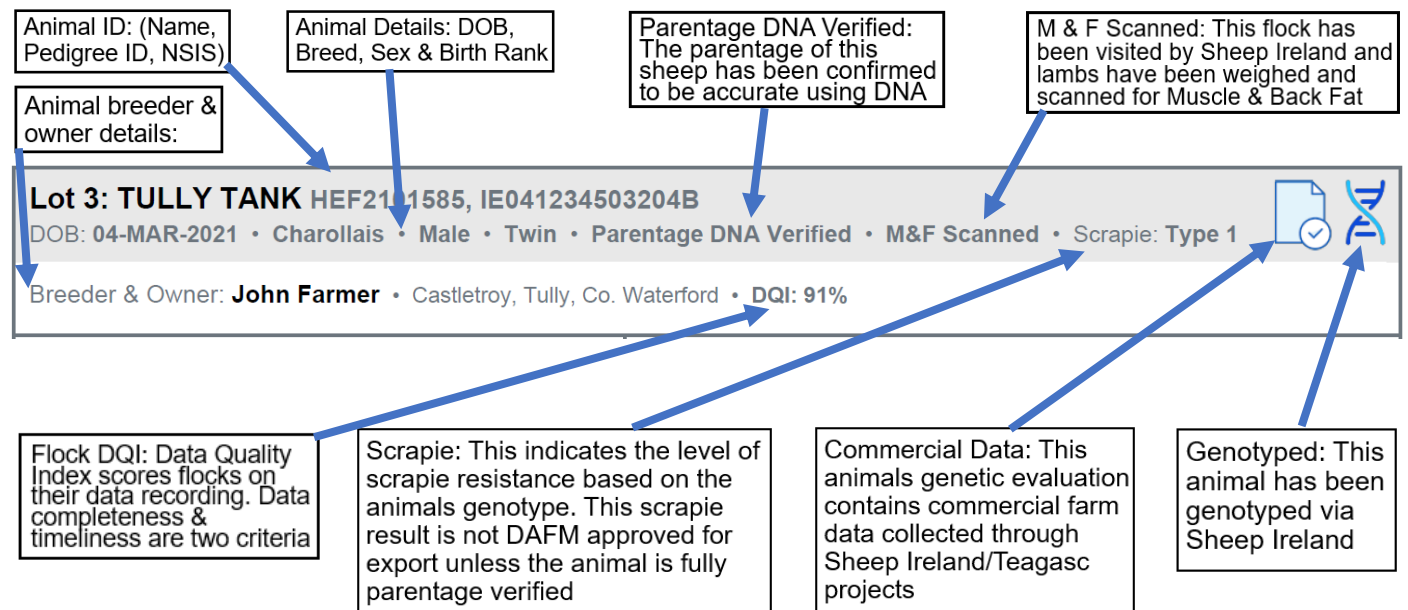 Animal ID: (Name,
Pedigree ID, NSIS)
Animal Details: DOB,
Breed, Sex & Birth Rank
Parentage DNA Verified:
The parentage of this
sheep has been confirmed
to be accurate using DNA
M & F Scanned: This flock has
been visited by Sheep Ireland and
lambs have been weighed and
scanned for Muscle & Back Fat
Animal breeder &
owner details:
Lot 3: TULLY TANK HEF2101585, IE041234503204B
DOB: 04-MAR-2021 • Charollais • Male • Twin • Parentage DNA Verified • M&F Scanned • Scrapie: Type 1
Breeder & Owner: John Farmer • Castletroy, Tully, Co. Waterford • DQI: 91%
Flock DQI: Data Quality
Index scores flocks on
their data recording. Data
completeness &
timeliness are two criteria
Scrapie: This indicates the level of
scrapie resistance based on the
animals genotype. This scrapie
result is not DAFM approved for
export unless the animal is fully
parentage verified
Commercial Data: This
animals genetic evaluation
contains commercial farm
data collected through
Sheep Ireland/Teagasc
projects
Genotyped: This
animal has been
genotyped via
Sheep Ireland